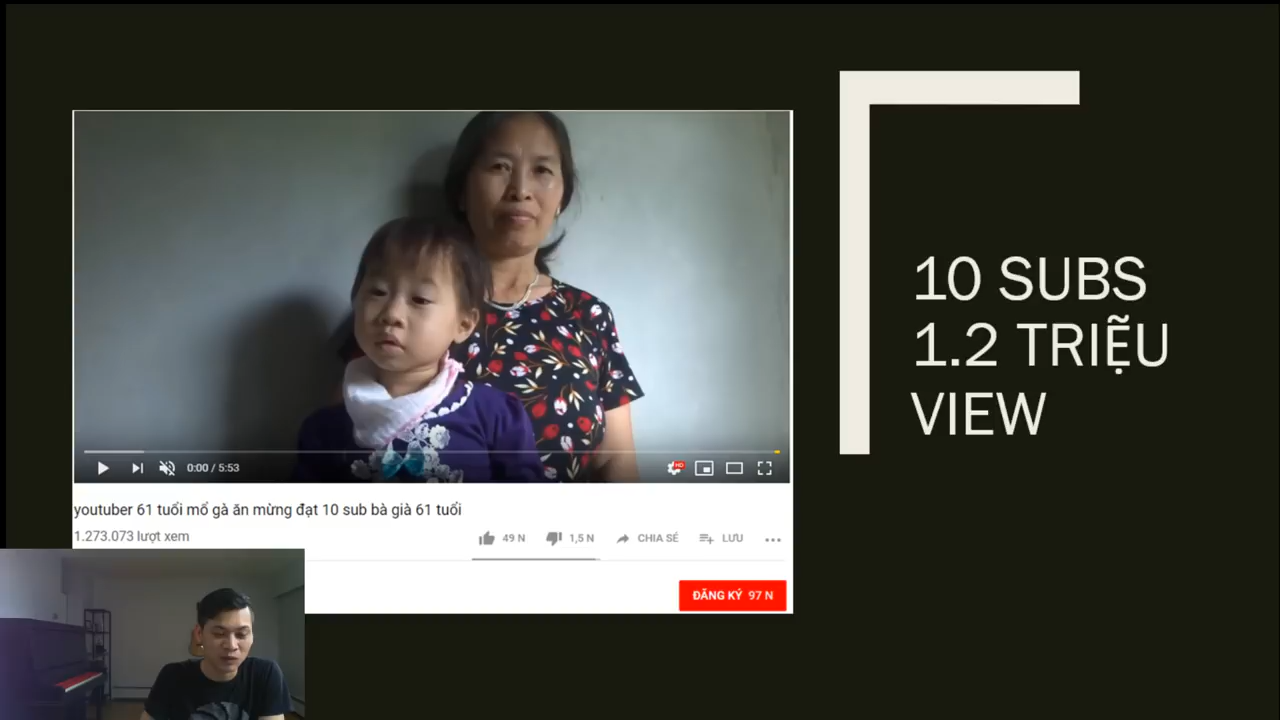 10 SUBS
1.2 TRIỆU
VIEW
0:00 / 5:53
HD
youtuber 61 tuổi mổ gà ăn mừng đạt 10 sub bà già 61 tuổi
1.273.073 lượt xem
49 N
1,5 N
CHIA SẺ
LƯU
ĐĂNG KÝ 97 N